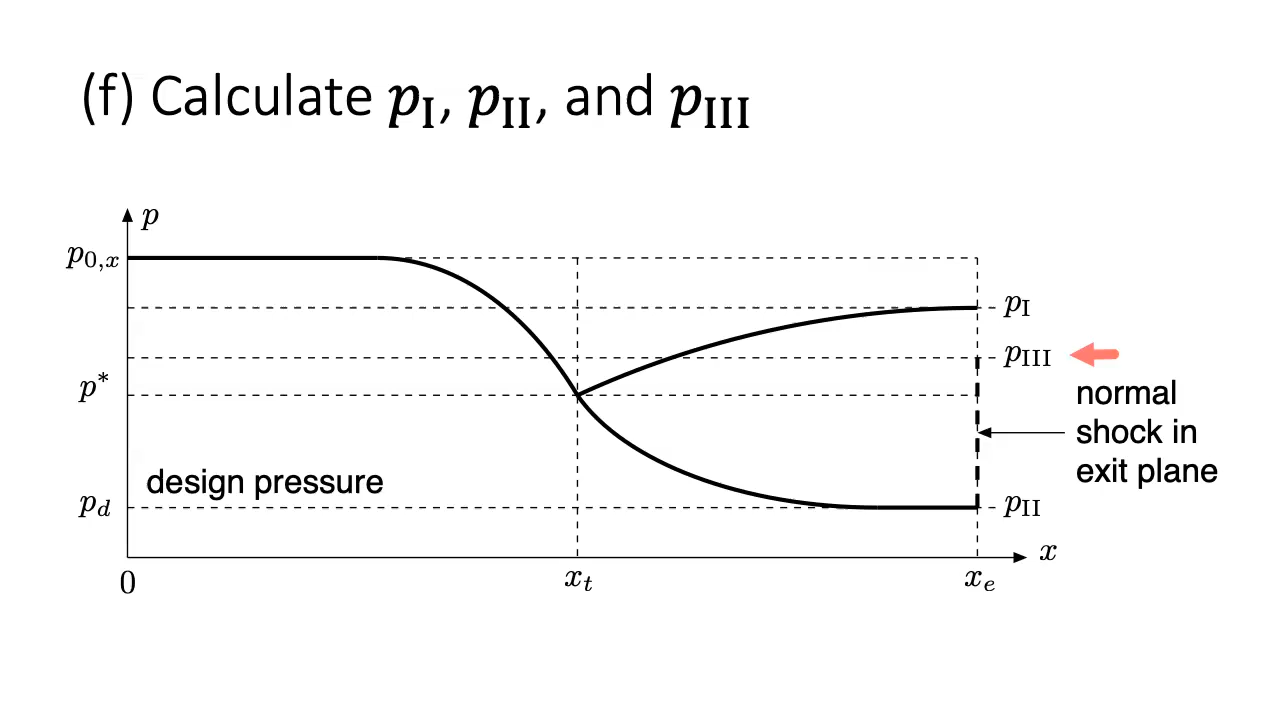 (f) Calculate p_I, p_II, and p_III
p
p_{0,x}
p_I
p_III
p*
normal
shock in
exit plane
design pressure
p_d
p_II
x
0
x_t
x_e